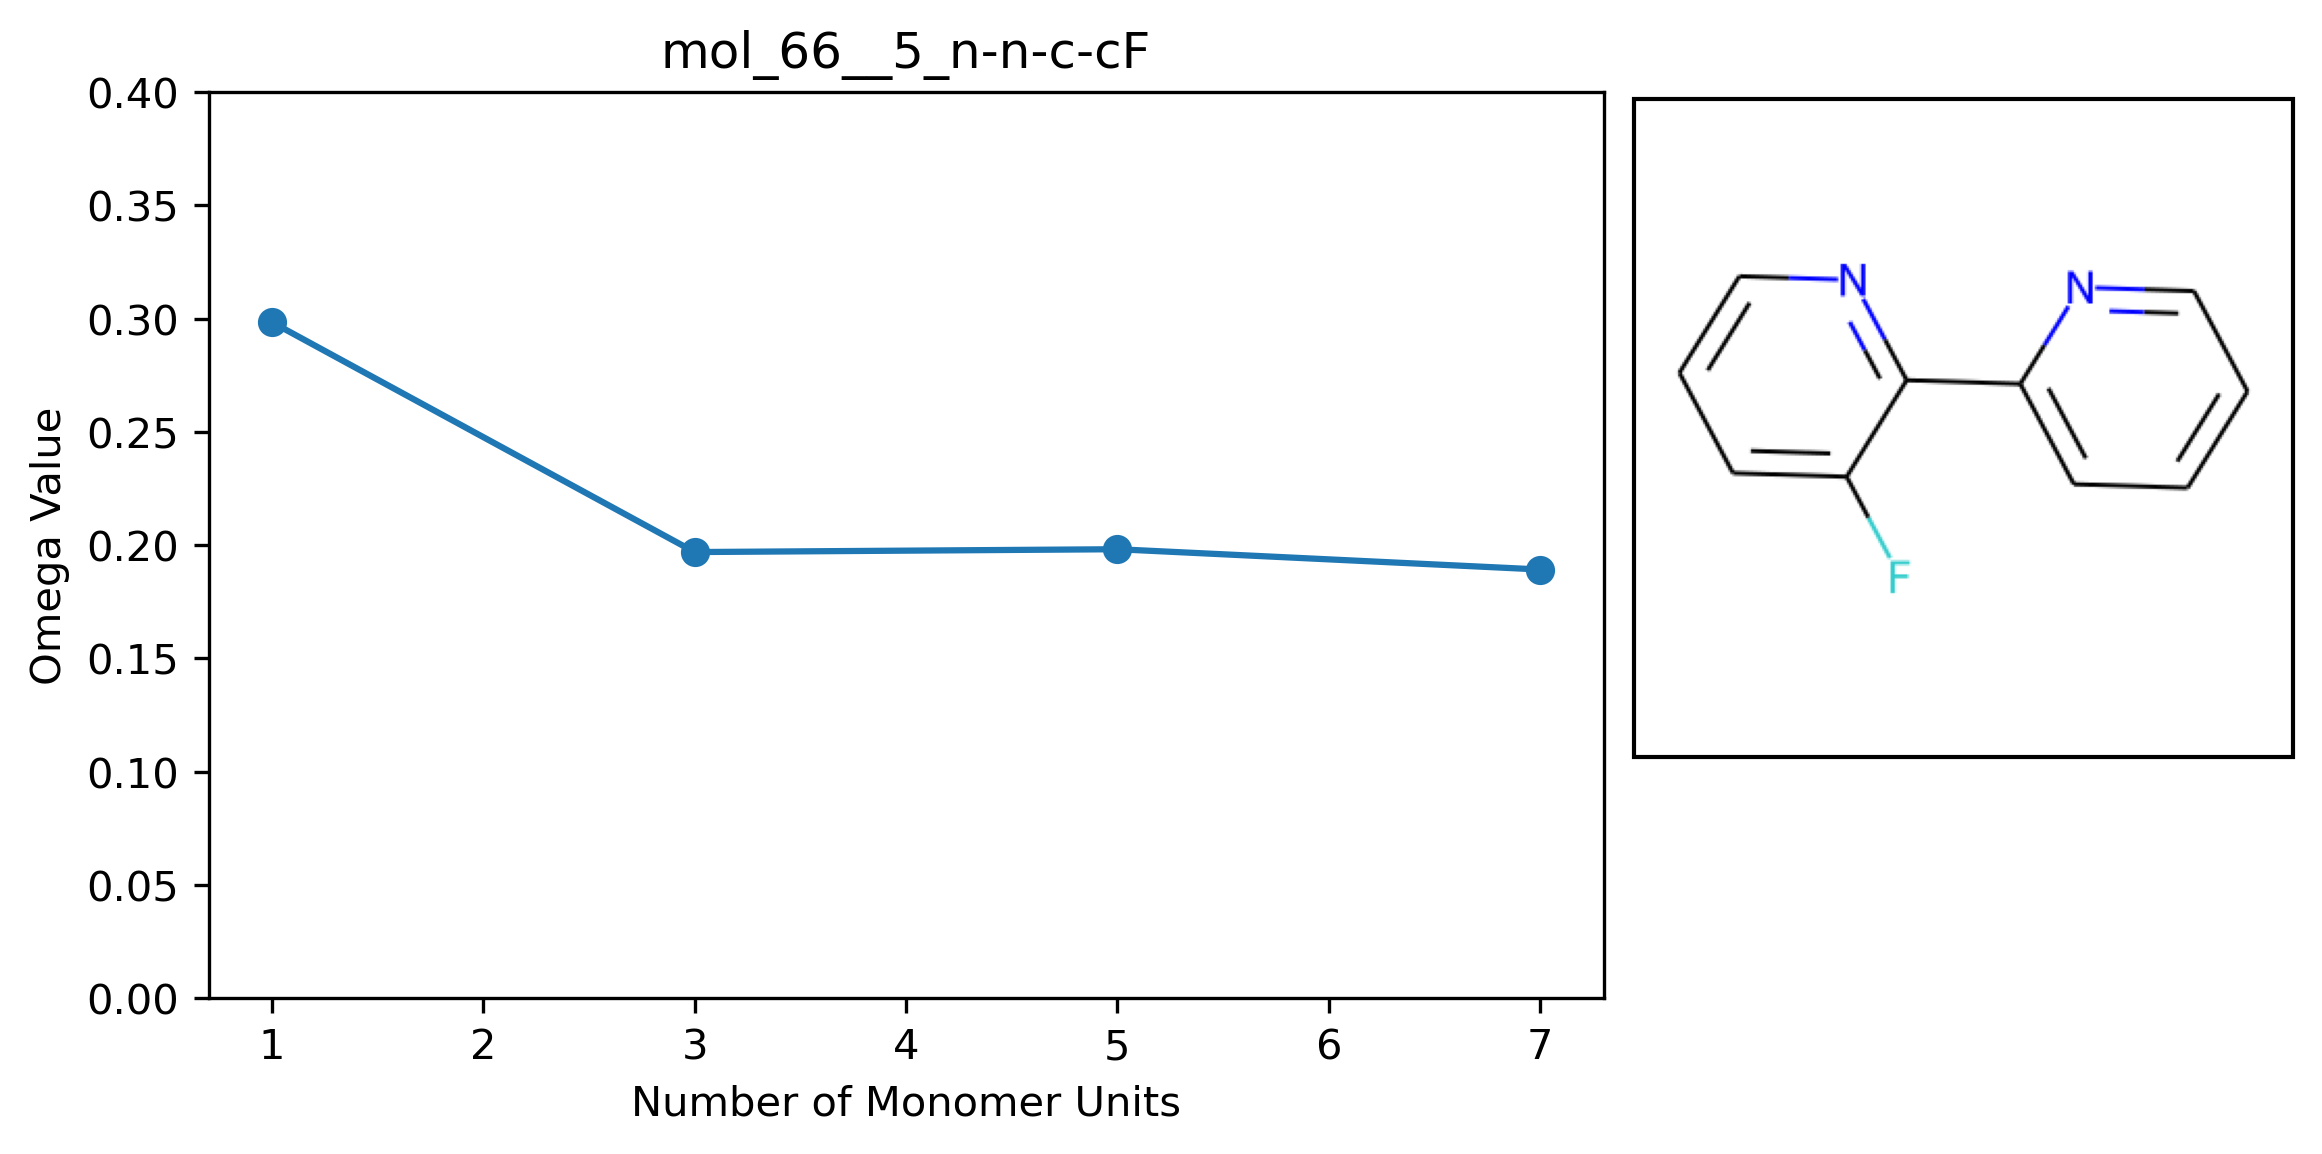 mol_66__5_n-n-c-cF
0.40
0.35
0.30
0.25
0.20
0.15
0.10
0.05
0.00
Omega Value
1 2 3 4 5 6 7
Number of Monomer Units
N N
F